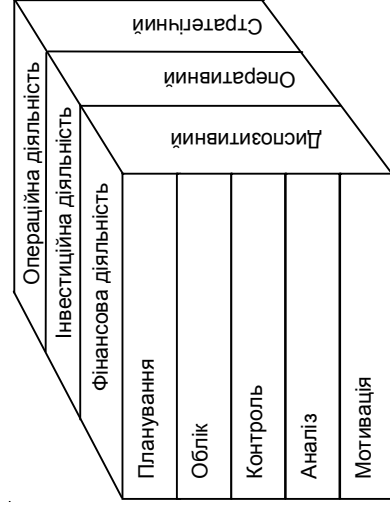 Операційна діяльність
Інвестиційна діяльність
Фінансова діяльність
Стратегічний
Оперативний
Диспозитивний
Планування
Облік
Контроль
Аналіз
Мотивація